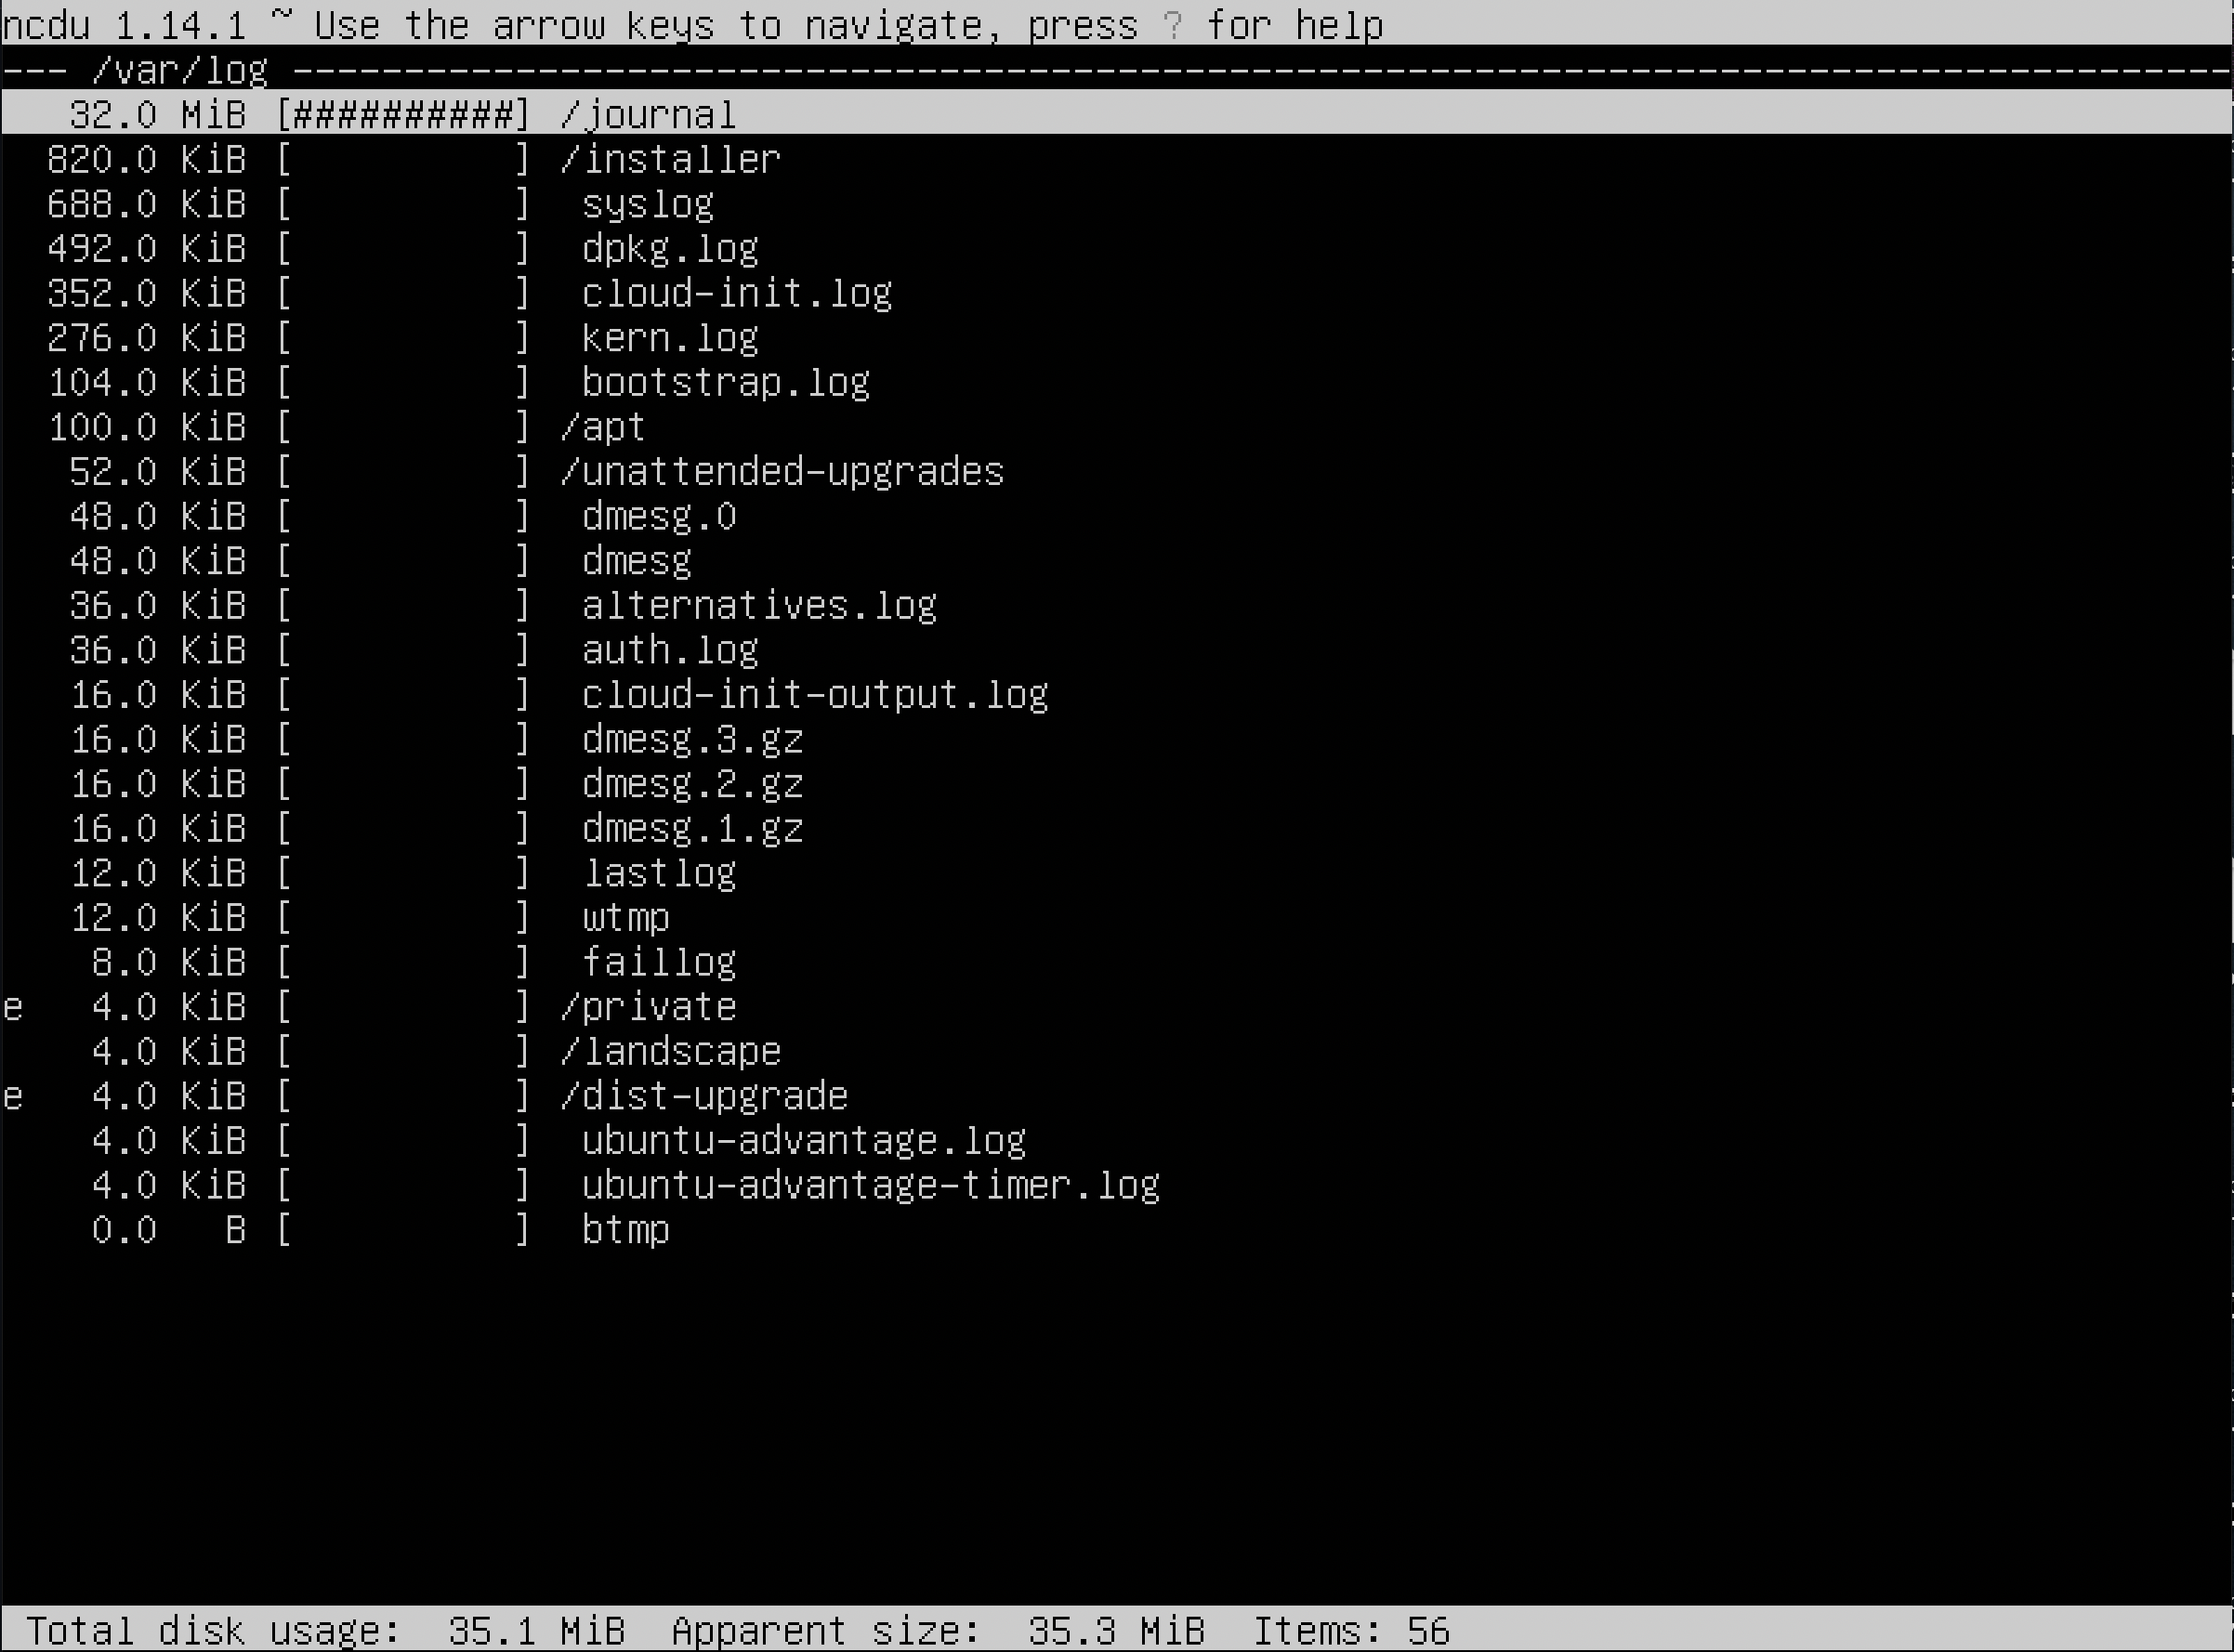 ncdu 1.14.1 ~ Use the arrow keys to navigate, press ? for help
--- /var/log ----------------------------------------------------------------------------------------
   32.0 MiB [##########] /journal
  820.0 KiB [          ] /installer
  688.0 KiB [          ]  syslog
  492.0 KiB [          ]  dpkg.log
  352.0 KiB [          ]  cloud-init.log
  276.0 KiB [          ]  kern.log
  104.0 KiB [          ]  bootstrap.log
  100.0 KiB [          ] /apt
   52.0 KiB [          ] /unattended-upgrades
   48.0 KiB [          ]  dmesg.0
   48.0 KiB [          ]  dmesg
   36.0 KiB [          ]  alternatives.log
   36.0 KiB [          ]  auth.log
   16.0 KiB [          ]  cloud-init-output.log
   16.0 KiB [          ]  dmesg.3.gz
   16.0 KiB [          ]  dmesg.2.gz
   16.0 KiB [          ]  dmesg.1.gz
   12.0 KiB [          ]  lastlog
   12.0 KiB [          ]  wtmp
    8.0 KiB [          ]  faillog
e   4.0 KiB [          ] /private
    4.0 KiB [          ] /landscape
e   4.0 KiB [          ] /dist-upgrade
    4.0 KiB [          ]  ubuntu-advantage.log
    4.0 KiB [          ]  ubuntu-advantage-timer.log
    0.0   B [          ]  btmp
 Total disk usage:  35.1 MiB  Apparent size:  35.3 MiB  Items: 56